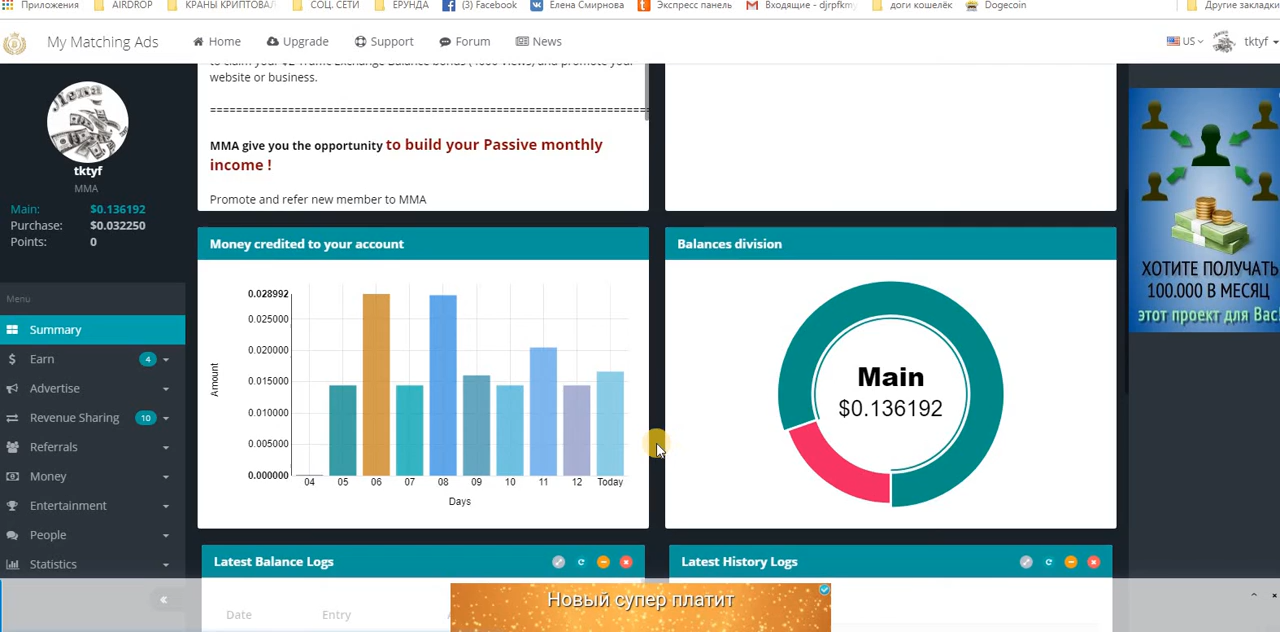 Приложения AIRDROP КРАНЫ КРИПТОВАЛ СОЦ. СЕТИ ЕРУНДА (3) Facebook Елена Смирнова Экспресс панель Входящие - djrpfkmy доги кошелёк Dogecoin Другие закладки
My Matching Ads Home Upgrade Support Forum News US tktyf
website or business.
==================================================
MMA give you the opportunity to build your Passive monthly
income !
Promote and refer new member to MMA
Лёха
tktyf
MMA
Main: $0.136192
Purchase: $0.032250
Points: 0
Menu
Summary
Earn 4
Advertise
Revenue Sharing 10
Referrals
Money
Entertainment
People
Statistics
Money credited to your account
0.028992
0.025000
0.020000
0.015000
0.010000
0.005000
0.000000
Amount
04 05 06 07 08 09 10 11 12 Today
Days
Balances division
Main
$0.136192
Latest Balance Logs
Date Entry
Latest History Logs
ХОТИТЕ ПОЛУЧАТЬ
100.000 В МЕСЯЦ
этот проект для Вас!
Новый супер платит